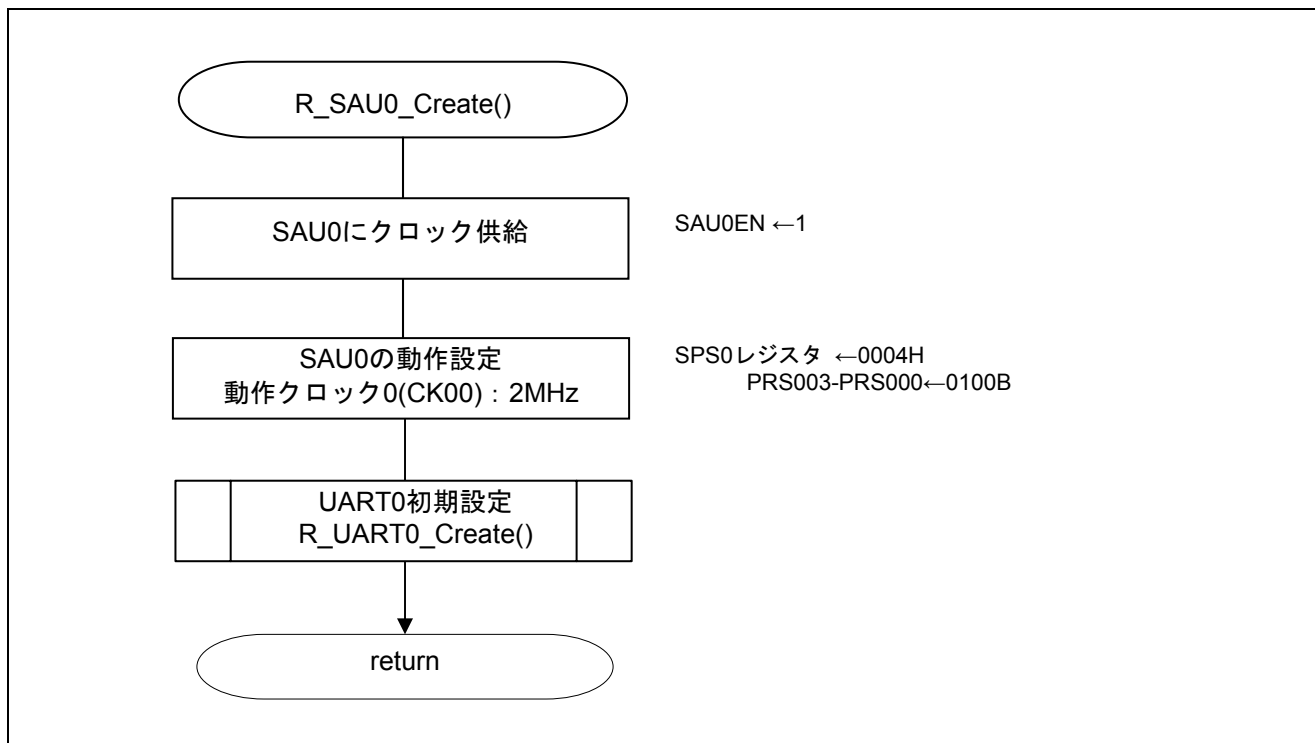 R_SAU0_Create()
SAU0にクロック供給
SAU0EN ←1
SAU0の動作設定
動作クロック0(CK00)：2MHz
SPS0レジスタ ←0004H
PRS003-PRS000←0100B
UART0初期設定
R_UART0_Create()
return